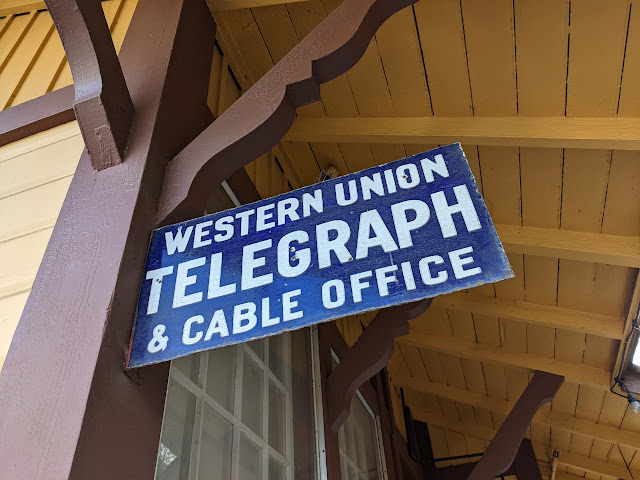 WESTERN UNION
TELEGRAPH
& CABLE OFFICE